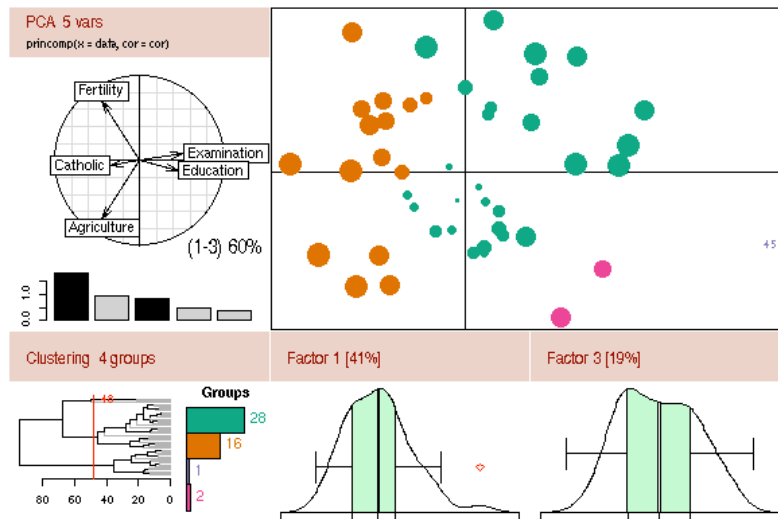 PCA 5 vars
princomp(x = data, cor = cor)
Fertility
Examination
Catholic
Education
Agriculture
(1-3) 60%
45
1.0
0.0
Clustering 4 groups
Factor 1 [41%]
Factor 3 [19%]
Groups
48
28
16
1
2
80 60 40 20 0